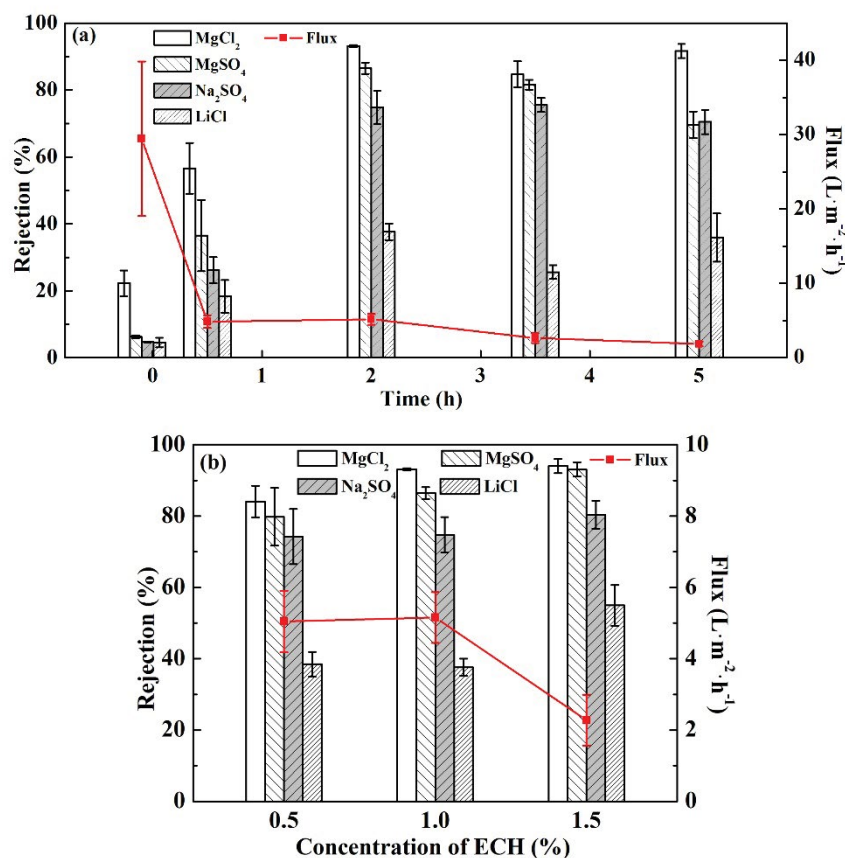 (a)
MgCl₂
Flux
MgSO₄
Na₂SO₄
LiCl
100
80
60
40
20
0
Rejection (%)
40
30
20
10
0
Flux (L·m⁻²·h⁻¹)
0 1 2 3 4 5
Time (h)
(b)
MgCl₂
MgSO₄
Flux
Na₂SO₄
LiCl
100
80
60
40
20
0
Rejection (%)
10
8
6
4
2
0
Flux (L·m⁻²·h⁻¹)
0.5 1.0 1.5
Concentration of ECH (%)